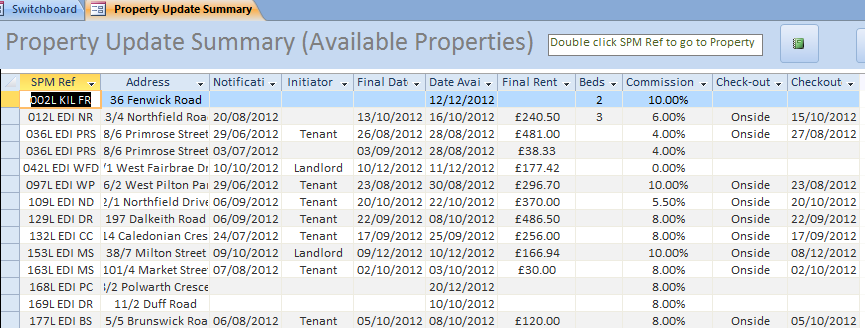 Switchboard Property Update Summary
Property Update Summary (Available Properties) Double click SPM Ref to go to Property
SPM Ref Address Notificati Initiator Final Dat Date Avai Final Rent Beds Commission Check-out Checkout
002L KIL FR 36 Fenwick Road 12/12/2012 2 10.00%
012L EDI NR 3/4 Northfield Roa 20/08/2012 13/10/2012 16/10/2012 £240.50 3 6.00% Onside 15/10/2012
036L EDI PRS 8/6 Primrose Street 29/06/2012 Tenant 26/08/2012 28/08/2012 £481.00 4.00% Onside 27/08/2012
036L EDI PRS 8/6 Primrose Street 03/07/2012 03/09/2012 28/08/2012 £38.33 4.00%
042L EDI WFD /1 West Fairbrae Dr 10/10/2012 Landlord 10/12/2012 11/12/2012 £177.42 0.00%
097L EDI WP 6/2 West Pilton Par 29/06/2012 Tenant 23/08/2012 30/08/2012 £296.70 10.00% Onside 23/08/2012
109L EDI ND 2/1 Northfield Drive 06/09/2012 Tenant 20/10/2012 22/10/2012 £370.00 5.50% Onside 20/10/2012
129L EDI DR 197 Dalkeith Road 06/09/2012 Tenant 22/09/2012 08/10/2012 £486.50 8.00% Onside 22/09/2012
132L EDI CC 14 Caledonian Cres 24/07/2012 Tenant 17/09/2012 25/09/2012 £256.00 8.00% Onside 17/09/2012
153L EDI MS 38/7 Milton Street 09/10/2012 Landlord 09/12/2012 10/12/2012 £166.94 10.00% Onside 08/12/2012
163L EDI MS 101/4 Market Street 07/08/2012 Tenant 02/10/2012 03/10/2012 £30.00 8.00% Onside 02/10/2012
168L EDI PC 3/2 Polwarth Cresce 20/12/2012 8.00%
169L EDI DR 11/2 Duff Road 10/10/2012 8.00%
177L EDI BS 5/5 Brunswick Road 06/08/2012 Tenant 05/10/2012 08/10/2012 £120.00 8.00% Onside 05/10/2012